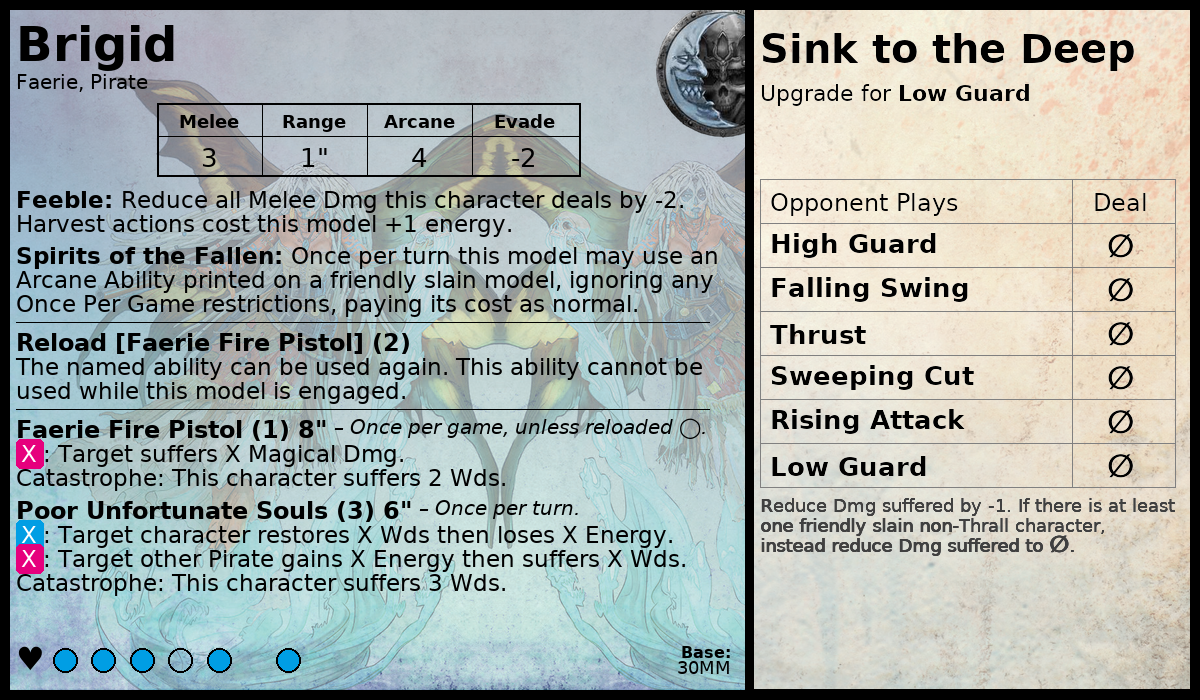 Brigid
Faerie, Pirate
Melee Range Arcane Evade
3 1" 4 -2
Feeble: Reduce all Melee Dmg this character deals by -2.
Harvest actions cost this model +1 energy.
Spirits of the Fallen: Once per turn this model may use an
Arcane Ability printed on a friendly slain model, ignoring any
Once Per Game restrictions, paying its cost as normal.
Reload [Faerie Fire Pistol] (2)
The named ability can be used again. This ability cannot be
used while this model is engaged.
Faerie Fire Pistol (1) 8" – Once per game, unless reloaded ◯.
X: Target suffers X Magical Dmg.
Catastrophe: This character suffers 2 Wds.
Poor Unfortunate Souls (3) 6" – Once per turn.
X: Target character restores X Wds then loses X Energy.
X: Target other Pirate gains X Energy then suffers X Wds.
Catastrophe: This character suffers 3 Wds.
Base:
30MM
Sink to the Deep
Upgrade for Low Guard
Opponent Plays Deal
High Guard ∅
Falling Swing ∅
Thrust ∅
Sweeping Cut ∅
Rising Attack ∅
Low Guard ∅
Reduce Dmg suffered by -1. If there is at least
one friendly slain non-Thrall character,
instead reduce Dmg suffered to ∅.